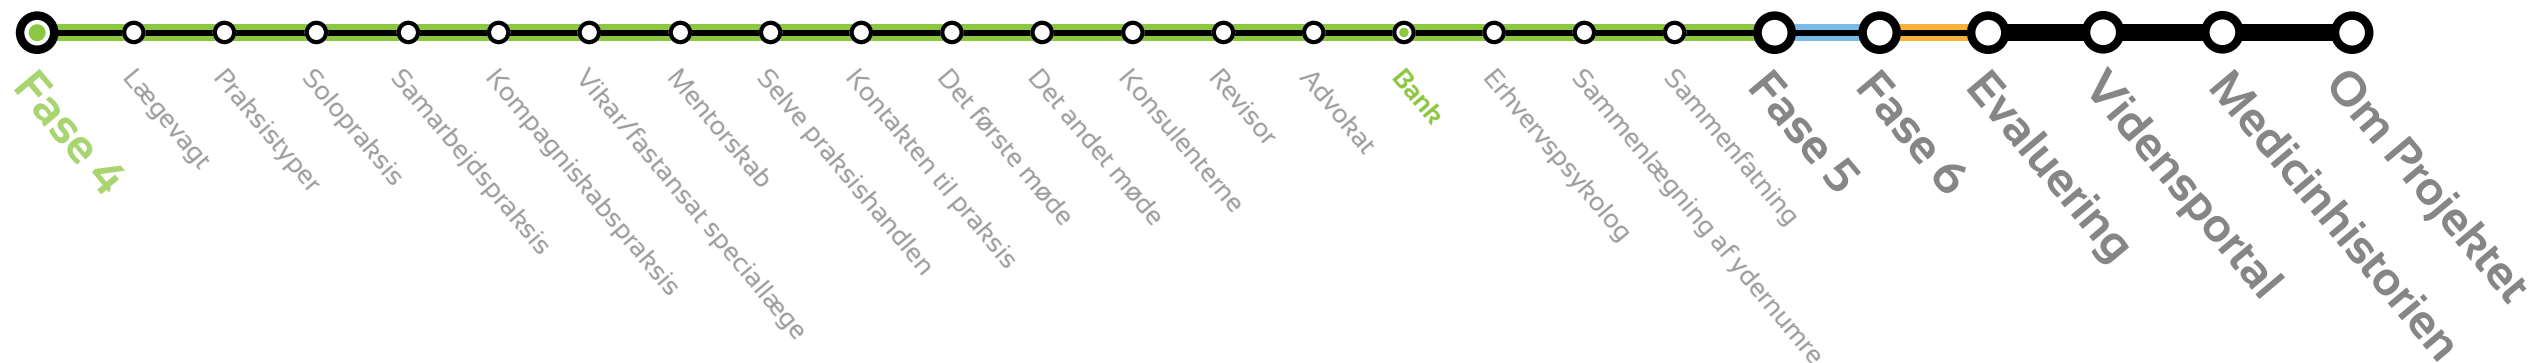 Fase 4
Lægevagt
Praksistyper
Solopraksis
Samarbejdspraksis
Kompagniskabspraksis
Vikar/fastansat speciallæge
Mentorskab
Selve praksishandlen
Kontakten til praksis
Det første møde
Det andet møde
Konsulenterne
Revisor
Advokat
Bank
Erhvervspsykolog
Sammenlægning af ydernumre
Sammenfatning
Fase 5
Fase 6
Evaluering
Vidensportal
Medicinhistorien
Om Projektet